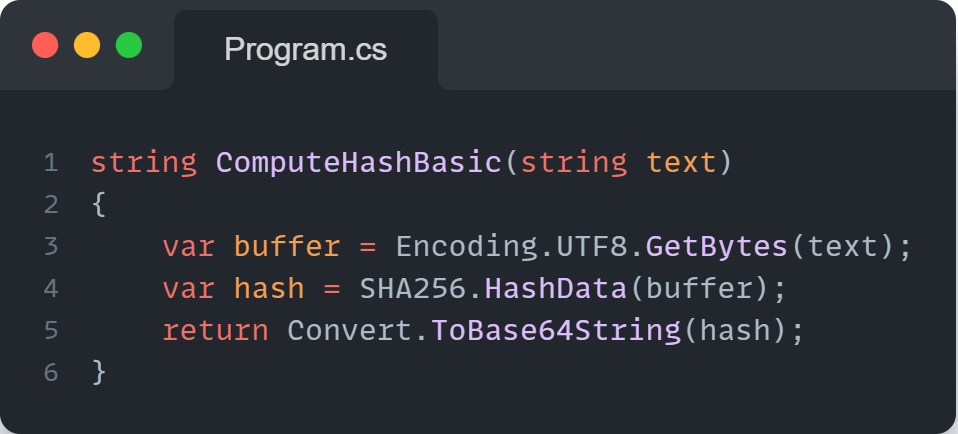 Program.cs
1 string ComputeHashBasic(string text)
2 {
3     var buffer = Encoding.UTF8.GetBytes(text);
4     var hash = SHA256.HashData(buffer);
5     return Convert.ToBase64String(hash);
6 }